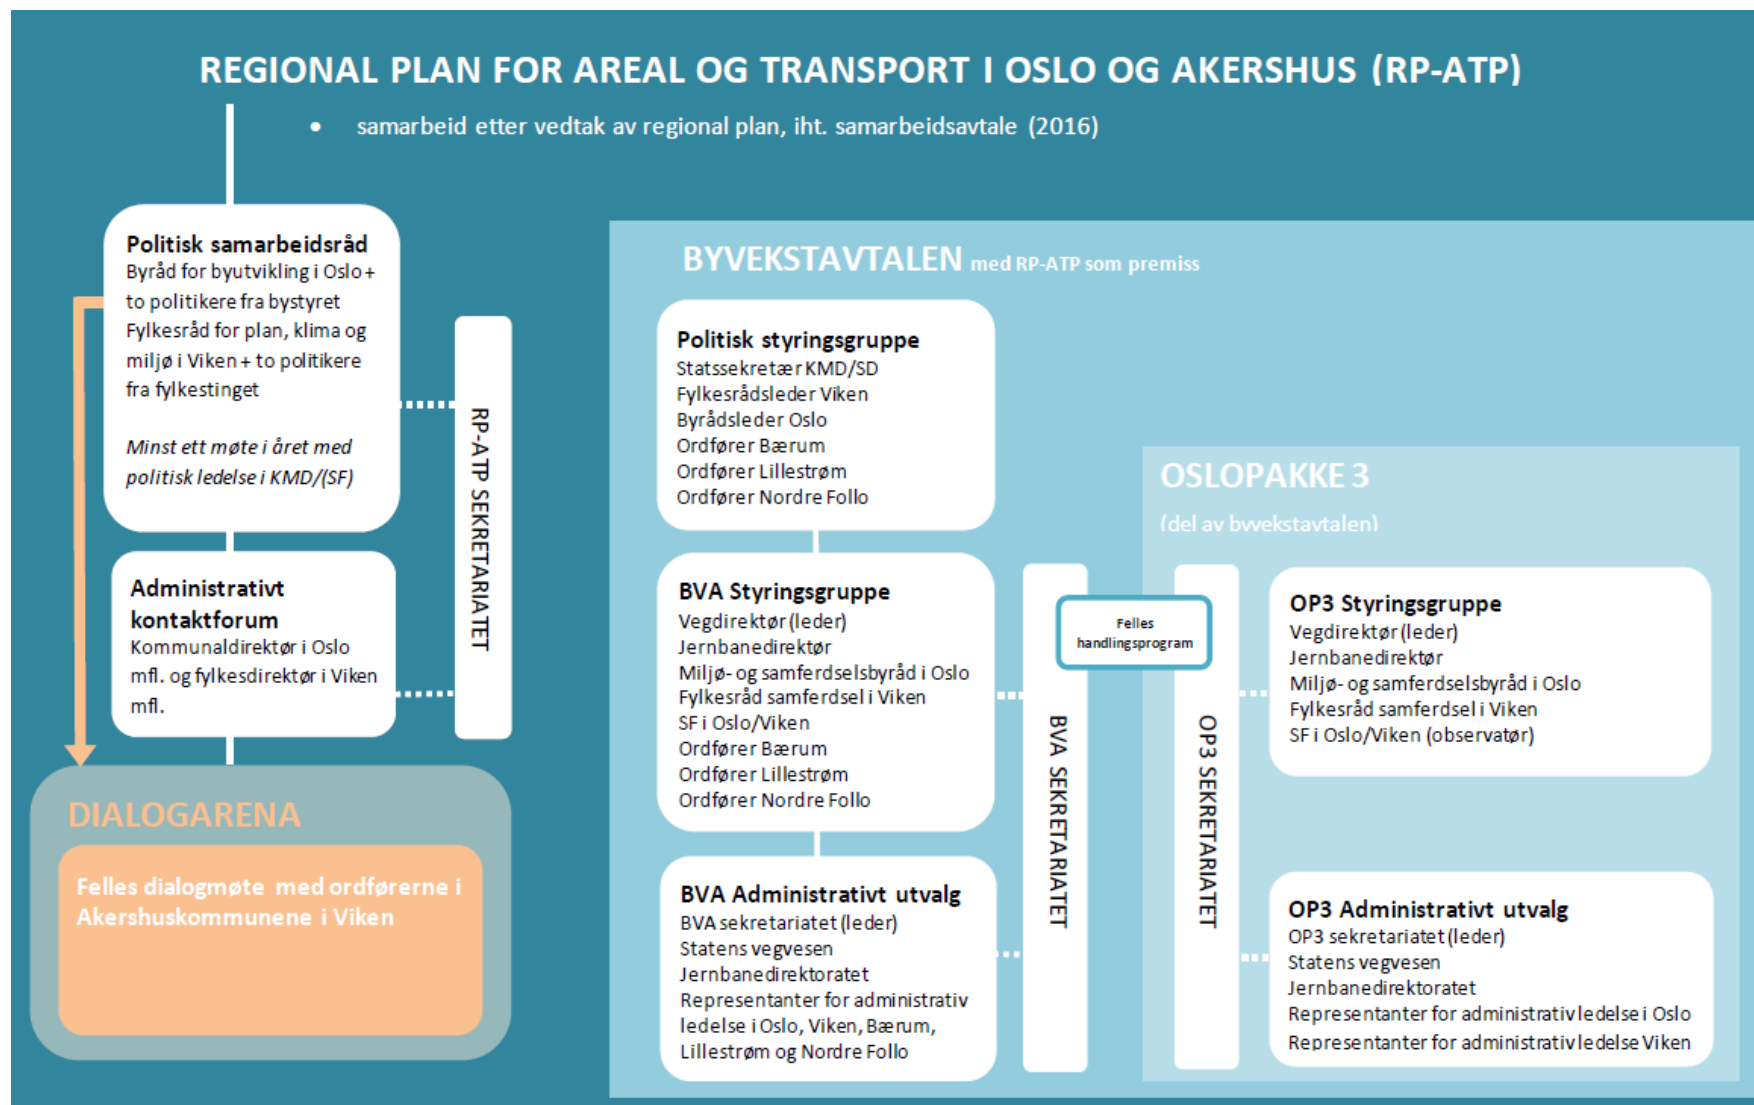 REGIONAL PLAN FOR AREAL OG TRANSPORT I OSLO OG AKERSHUS (RP-ATP)
• samarbeid etter vedtak av regional plan, iht. samarbeidsavtale (2016)
Politisk samarbeidsråd
Byråd for byutvikling i Oslo +
to politikere fra bystyret
Fylkesråd for plan, klima og
miljø i Viken + to politikere
fra fylkestinget
Minst ett møte i året med
politisk ledelse i KMD/(SF)
Administrativt
kontaktforum
Kommunaldirektør i Oslo
mfl. og fylkesdirektør i Viken
mfl.
RP-ATP SEKRETARIATET
DIALOGARENA
Felles dialogmøte med ordførerne i
Akershuskommunene i Viken
BYVEKSTAVTALEN med RP-ATP som premiss
Politisk styringsgruppe
Statssekretær KMD/SD
Fylkesrådsleder Viken
Byrådsleder Oslo
Ordfører Bærum
Ordfører Lillestrøm
Ordfører Nordre Follo
BVA Styringsgruppe
Vegdirektør (leder)
Jernbanedirektør
Miljø- og samferdselsbyråd i Oslo
Fylkesråd samferdsel i Viken
SF i Oslo/Viken
Ordfører Bærum
Ordfører Lillestrøm
Ordfører Nordre Follo
BVA Administrativt utvalg
BVA sekretariatet (leder)
Statens vegvesen
Jernbanedirektoratet
Representanter for administrativ
ledelse i Oslo, Viken, Bærum,
Lillestrøm og Nordre Follo
BVA SEKRETARIATET
Felles
handlingsprogram
OSLOPAKKE 3
(del av byvekstavtalen)
OP3 SEKRETARIATET
OP3 Styringsgruppe
Vegdirektør (leder)
Jernbanedirektør
Miljø- og samferdselsbyråd i Oslo
Fylkesråd samferdsel i Viken
SF i Oslo/Viken (observatør)
OP3 Administrativt utvalg
OP3 sekretariatet (leder)
Statens vegvesen
Jernbanedirektoratet
Representanter for administrativ ledelse i Oslo
Representanter for administrativ ledelse Viken